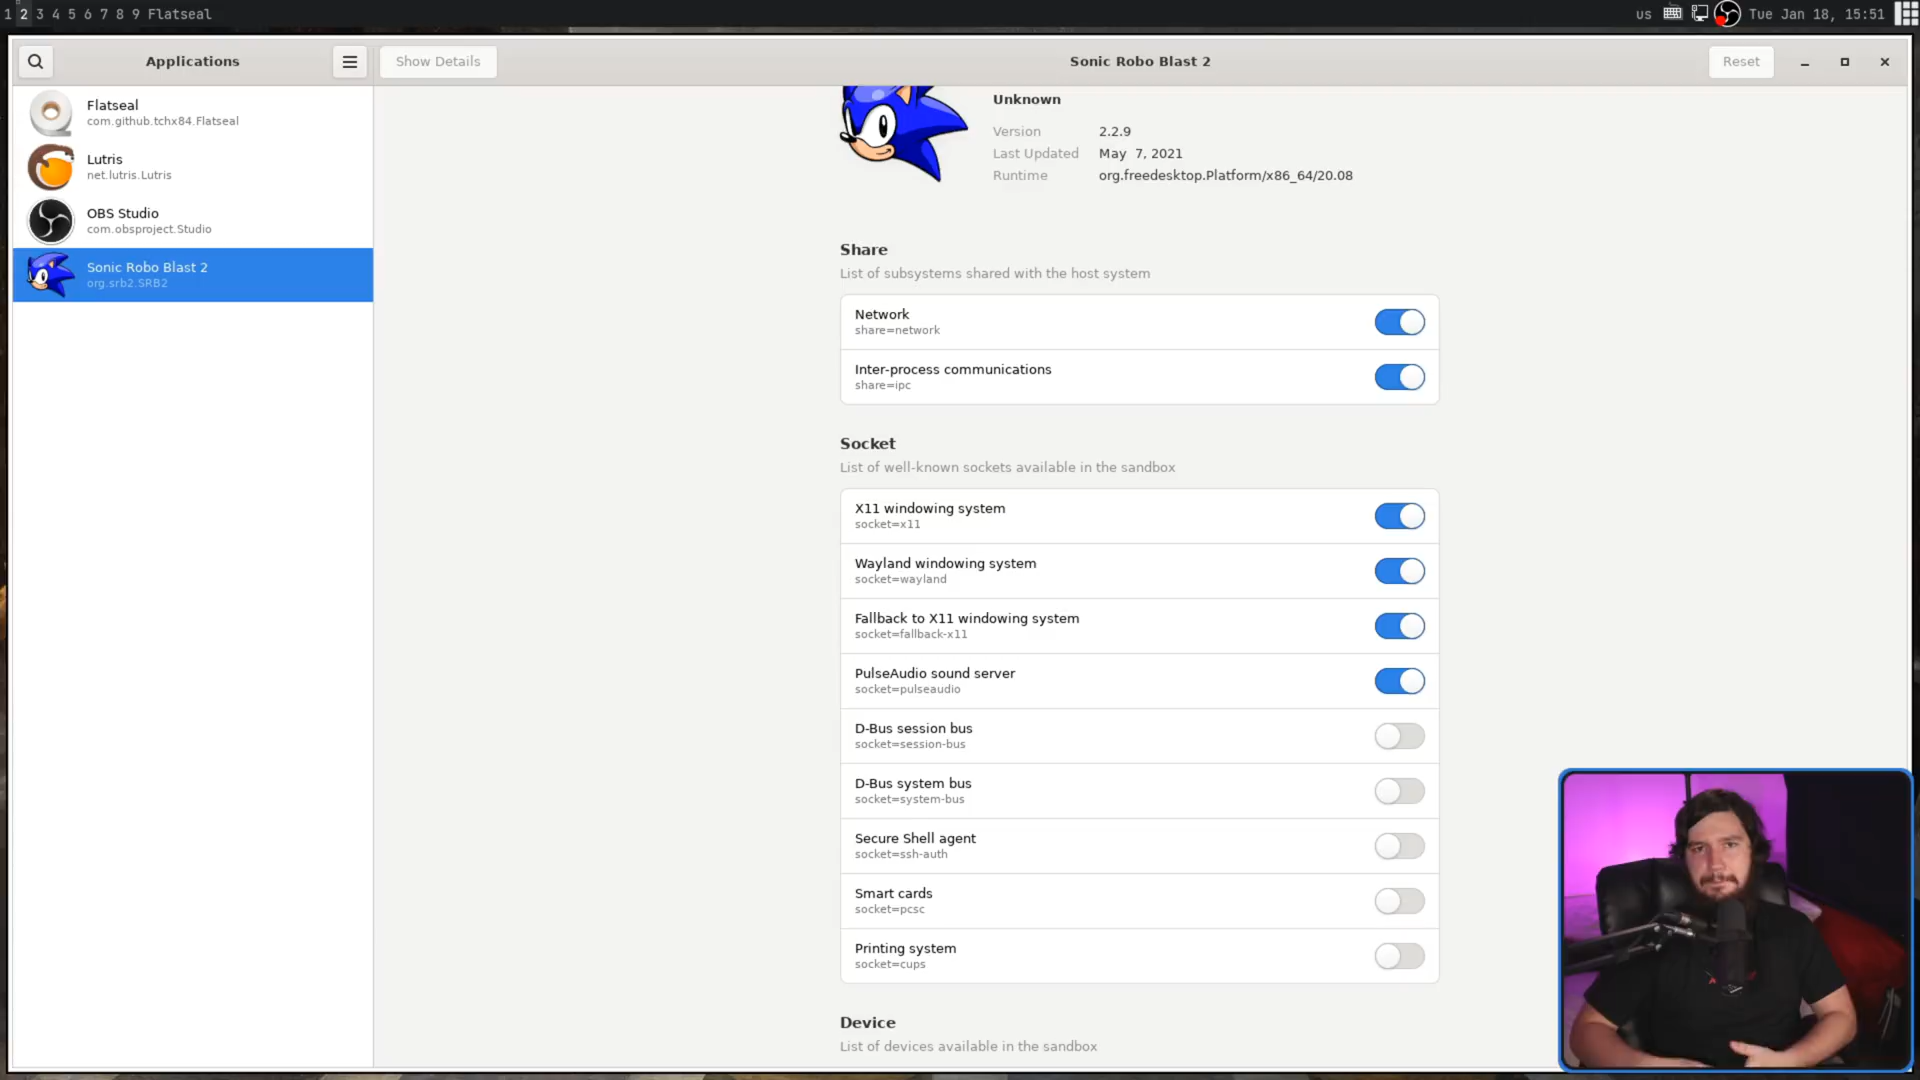 1 2 3 4 5 6 7 8 9 Flatseal
us
Tue Jan 18, 15:51
Applications
Show Details
Sonic Robo Blast 2
Reset
Flatseal
com.github.tchx84.Flatseal
Lutris
net.lutris.Lutris
OBS Studio
com.obsproject.Studio
Sonic Robo Blast 2
org.srb2.SRB2
Unknown
Version 2.2.9
Last Updated May 7, 2021
Runtime org.freedesktop.Platform/x86_64/20.08
Share
List of subsystems shared with the host system
Network
share=network
Inter-process communications
share=ipc
Socket
List of well-known sockets available in the sandbox
X11 windowing system
socket=x11
Wayland windowing system
socket=wayland
Fallback to X11 windowing system
socket=fallback-x11
PulseAudio sound server
socket=pulseaudio
D-Bus session bus
socket=session-bus
D-Bus system bus
socket=system-bus
Secure Shell agent
socket=ssh-auth
Smart cards
socket=pcsc
Printing system
socket=cups
Device
List of devices available in the sandbox